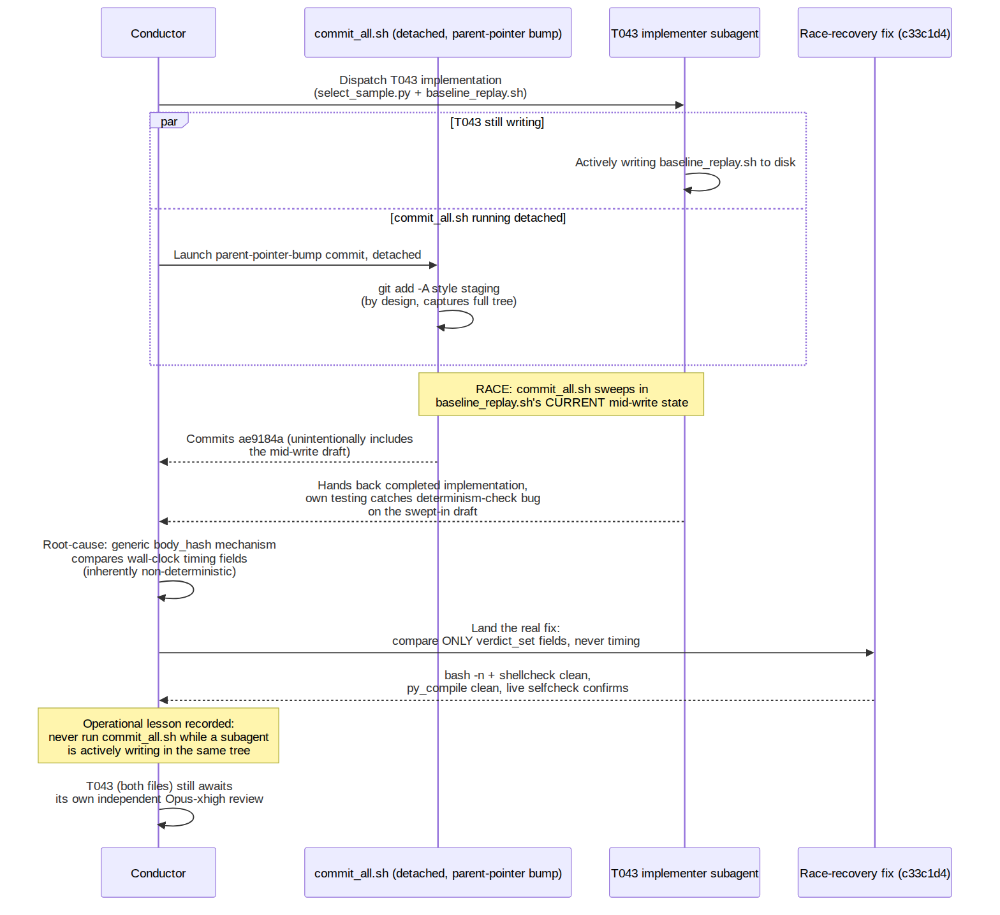 Conductor
commit_all.sh (detached, parent-pointer bump)
T043 implementer subagent
Race-recovery fix (c33c1d4)
Dispatch T043 implementation
(select_sample.py + baseline_replay.sh)
par
[T043 still writing]
Actively writing baseline_replay.sh to disk
[commit_all.sh running detached]
Launch parent-pointer-bump commit, detached
git add -A style staging
(by design, captures full tree)
RACE: commit_all.sh sweeps in
baseline_replay.sh's CURRENT mid-write state
Commits ae9184a (unintentionally includes
the mid-write draft)
Hands back completed implementation,
own testing catches determinism-check bug
on the swept-in draft
Root-cause: generic body_hash mechanism
compares wall-clock timing fields
(inherently non-deterministic)
Land the real fix:
compare ONLY verdict_set fields, never timing
bash -n + shellcheck clean,
py_compile clean, live selfcheck confirms
Operational lesson recorded:
never run commit_all.sh while a subagent
is actively writing in the same tree
T043 (both files) still awaits
its own independent Opus-xhigh review
Conductor
commit_all.sh (detached, parent-pointer bump)
T043 implementer subagent
Race-recovery fix (c33c1d4)